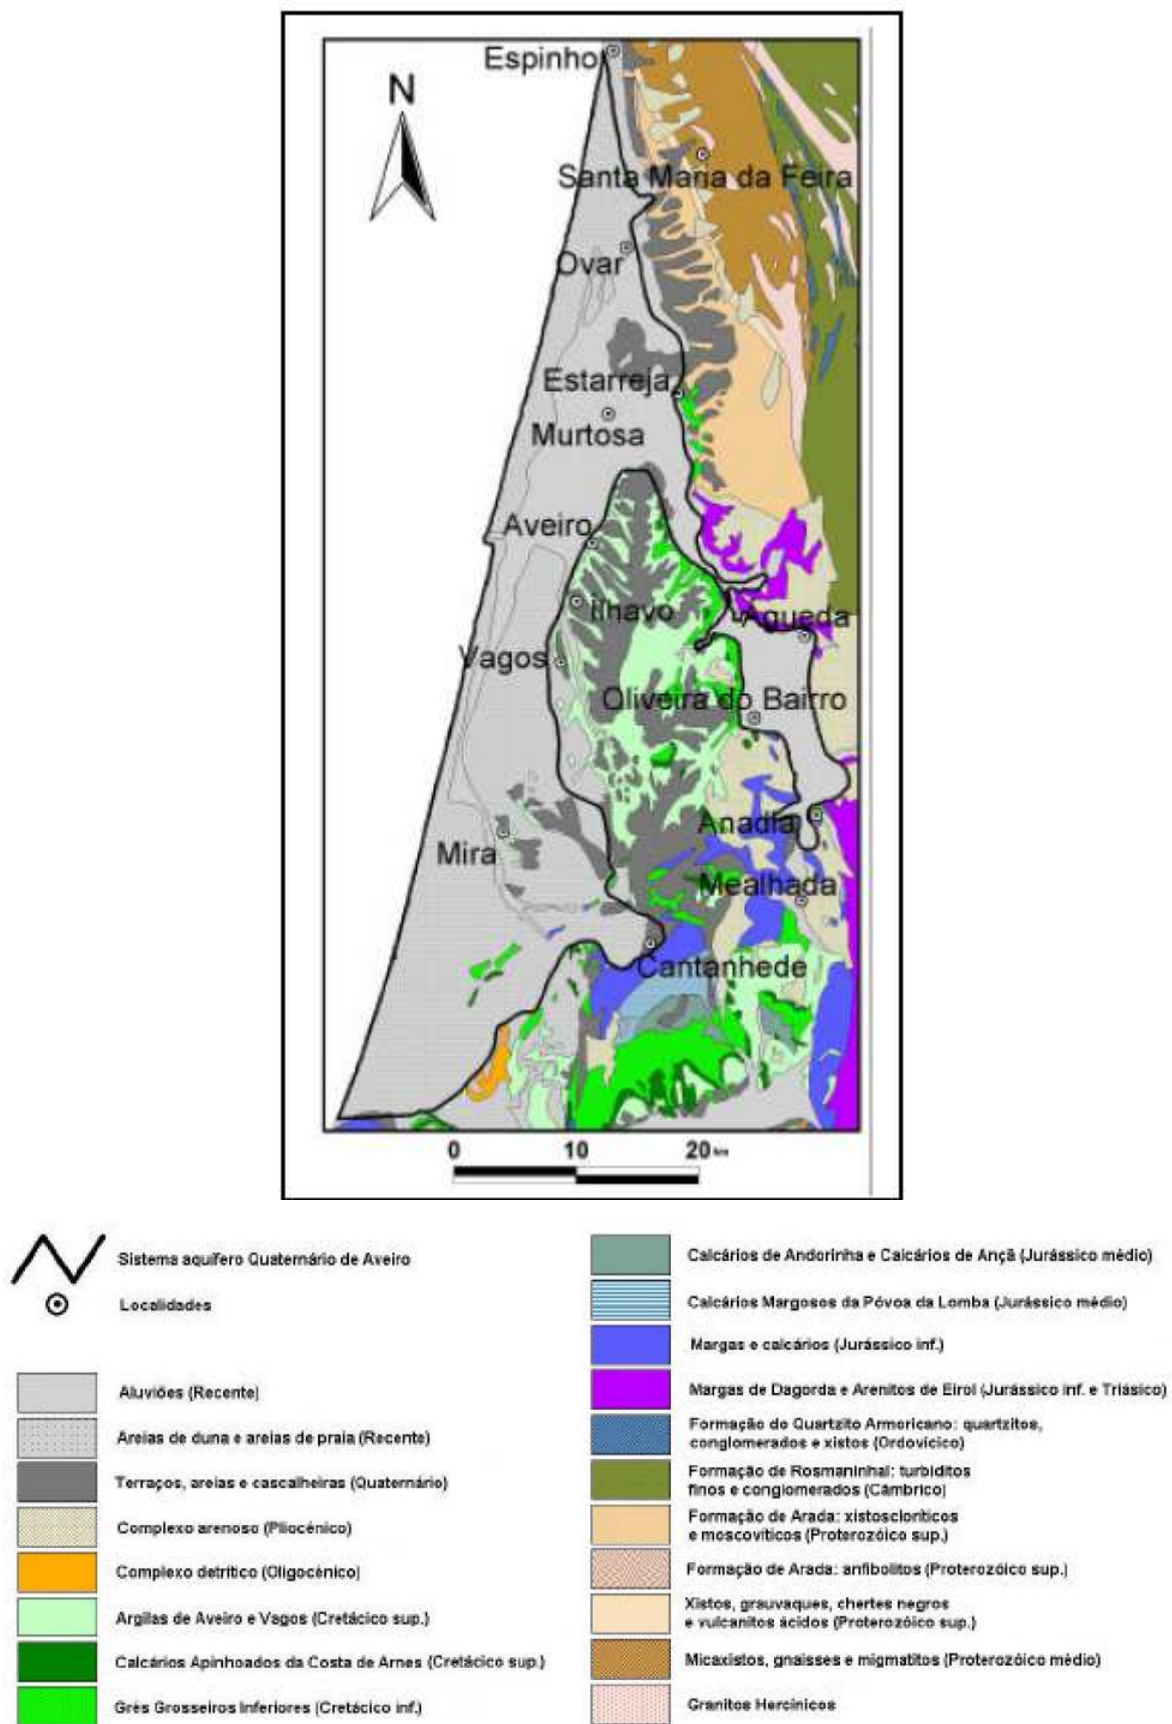 Espinho
N
Santa Maria da Feira
Ovar
Estarreja
Murtosa
Aveiro
Ilhavo
Águeda
Vagos
Oliveira do Bairro
Anadia
Mira
Mealhada
Cantanhede
0 10 20 km
Sistema aquífero Quaternário de Aveiro
Localidades
Aluviões (Recente)
Areias de duna e areias de praia (Recente)
Terraços, areias e cascalheiras (Quaternário)
Complexo arenoso (Pliocénico)
Complexo detrítico (Oligocénico)
Argilas de Aveiro e Vagos (Cretácico sup.)
Calcários Apinhoados da Costa de Arnes (Cretácico sup.)
Grés Grosseiros Inferiores (Cretácico inf.)
Calcários de Andorinha e Calcários de Ançã (Jurássico médio)
Calcários Margosos da Póvoa da Lomba (Jurássico médio)
Margas e calcários (Jurássico inf.)
Margas de Dagorda e Arenitos de Eirol (Jurássico inf. e Triásico)
Formação do Quartzito Armoricano: quartzitos,
conglomerados e xistos (Ordovícico)
Formação de Rosmaninhal: turbiditos
finos e conglomerados (Câmbrico)
Formação de Arada: xistoscloríticos
e moscovíticos (Proterozóico sup.)
Formação de Arada: anfibolitos (Proterozóico sup.)
Xistos, grauvaques, chertes negros
e vulcanitos ácidos (Proterozóico sup.)
Micaxistos, gnaisses e migmatitos (Proterozóico médio)
Granitos Hercínicos